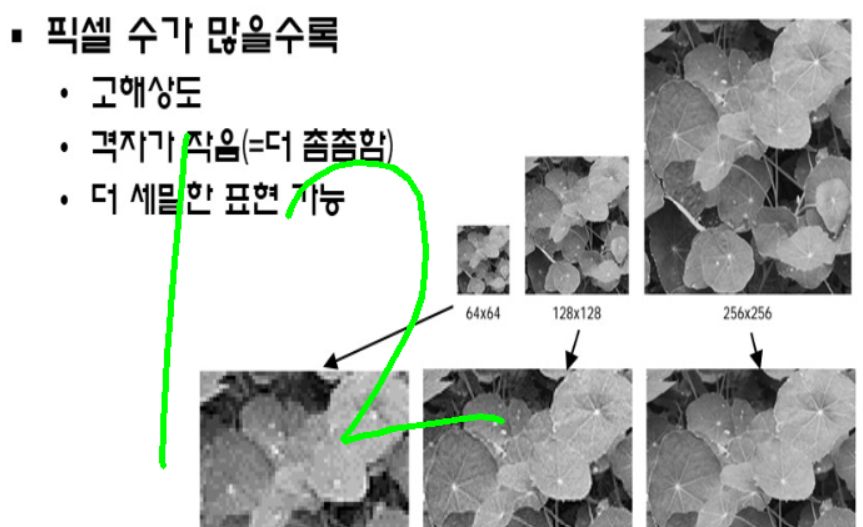 ▪ 픽셀 수가 많을수록
• 고해상도
• 격자가 작음(=더 촘촘함)
• 더 세밀한 표현 가능
64x64 128x128 256x256
12